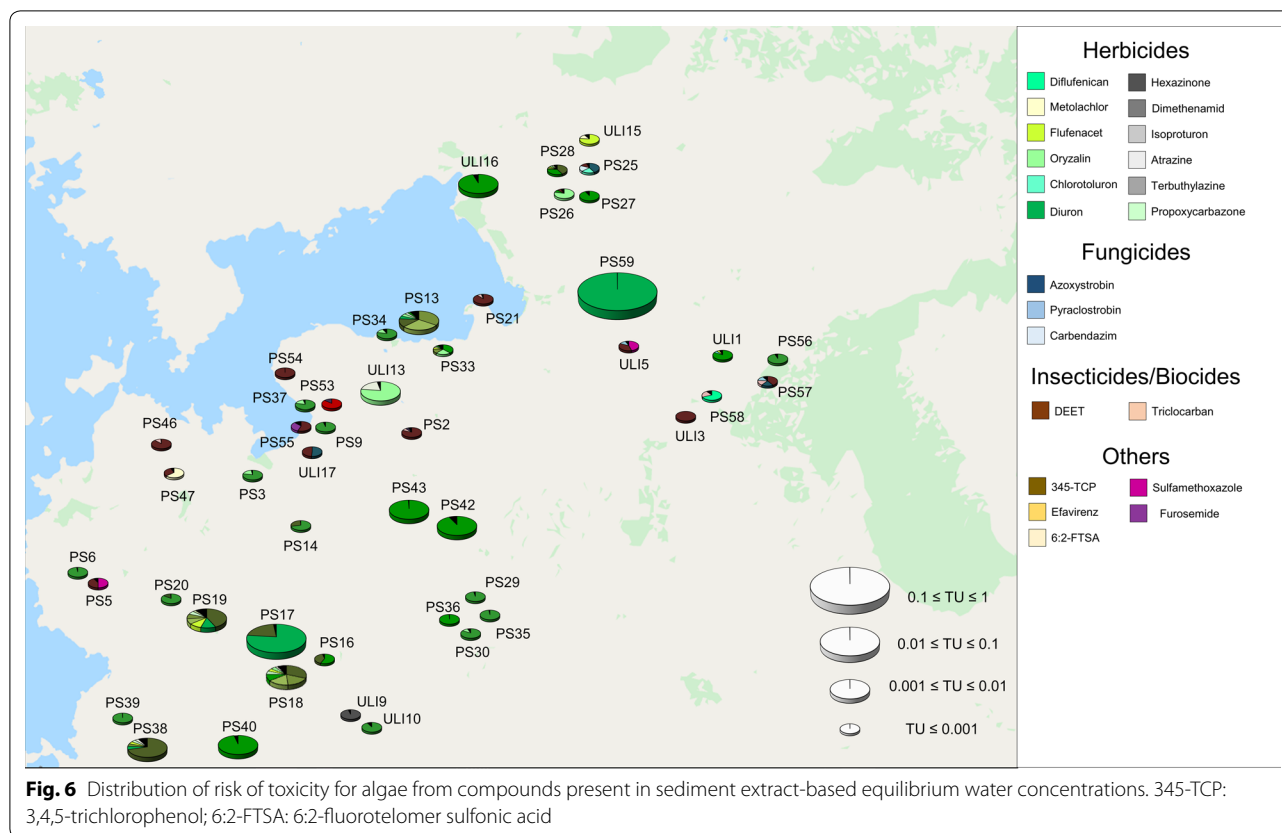 ULI15
PS28
PS25
ULI16
PS26
PS27
PS59
PS13
PS21
PS34
PS33
ULI5
ULI1
PS56
PS57
PS54
ULI13
PS37
PS53
PS58
ULI3
PS46
PS55
PS9
PS2
ULI17
PS47
PS3
PS43
PS42
PS14
PS6
PS5
PS20
PS19
PS29
PS17
PS36
PS35
PS30
PS16
PS18
PS39
ULI9
ULI10
PS38
PS40
0.1 ≤ TU ≤ 1
0.01 ≤ TU ≤ 0.1
0.001 ≤ TU ≤ 0.01
TU ≤ 0.001
Herbicides
Diflufenican Hexazinone
Metolachlor Dimethenamid
Flufenacet Isoproturon
Oryzalin Atrazine
Chlorotoluron Terbuthylazine
Diuron Propoxycarbazone
Fungicides
Azoxystrobin
Pyraclostrobin
Carbendazim
Insecticides/Biocides
DEET Triclocarban
Others
345-TCP Sulfamethoxazole
Efavirenz Furosemide
6:2-FTSA
Fig. 6 Distribution of risk of toxicity for algae from compounds present in sediment extract-based equilibrium water concentrations. 345-TCP:
3,4,5-trichlorophenol; 6:2-FTSA: 6:2-fluorotelomer sulfonic acid